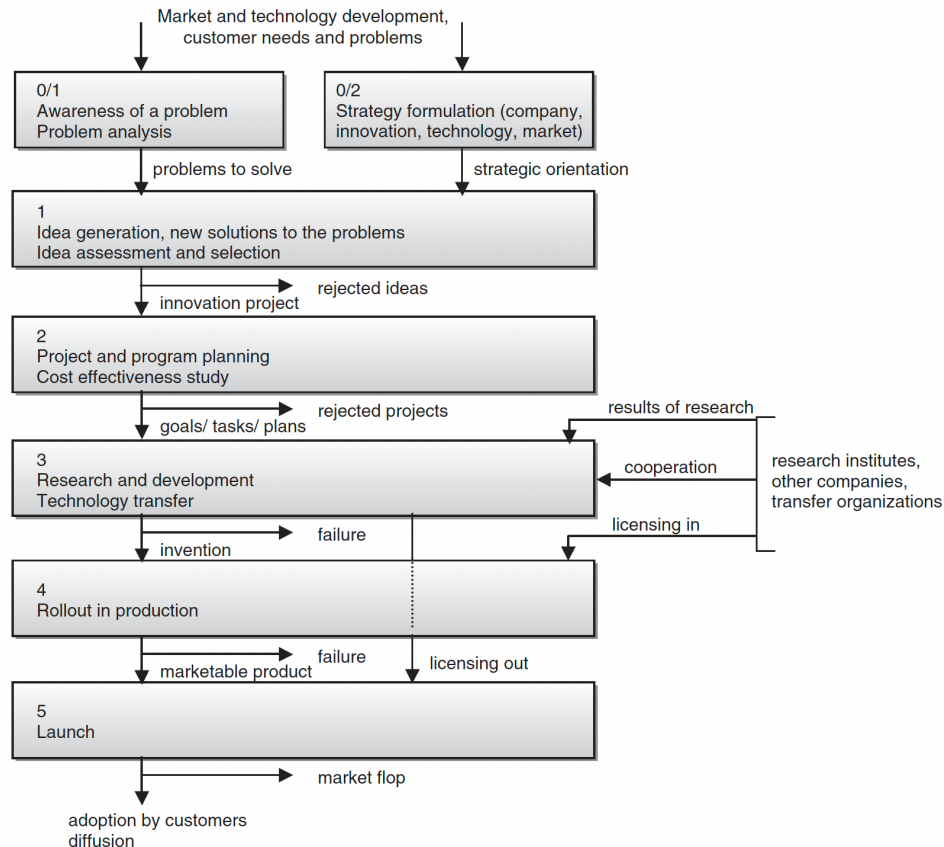 Market and technology development,
customer needs and problems
0/1
Awareness of a problem
Problem analysis
0/2
Strategy formulation (company,
innovation, technology, market)
problems to solve
strategic orientation
1
Idea generation, new solutions to the problems
Idea assessment and selection
rejected ideas
innovation project
2
Project and program planning
Cost effectiveness study
rejected projects
goals/ tasks/ plans
results of research
3
Research and development
Technology transfer
cooperation
research institutes,
other companies,
transfer organizations
licensing in
failure
invention
4
Rollout in production
failure
marketable product
licensing out
5
Launch
market flop
adoption by customers
diffusion